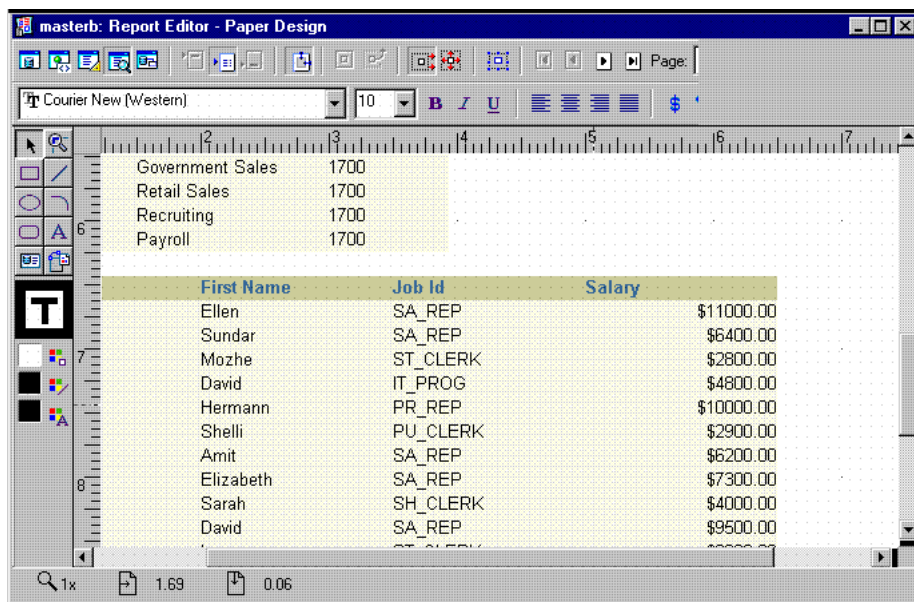 masterb: Report Editor - Paper Design
Page:
Courier New (Western) 10 B I U $
2 3 4 5 6 7
Government Sales 1700
Retail Sales 1700
Recruiting 1700
6 Payroll 1700
First Name Job Id Salary
Ellen SA_REP $11000.00
Sundar SA_REP $6400.00
7 Mozhe ST_CLERK $2800.00
David IT_PROG $4800.00
Hermann PR_REP $10000.00
Shelli PU_CLERK $2900.00
Amit SA_REP $6200.00
8 Elizabeth SA_REP $7300.00
Sarah SH_CLERK $4000.00
David SA_REP $9500.00
1x 1.69 0.06